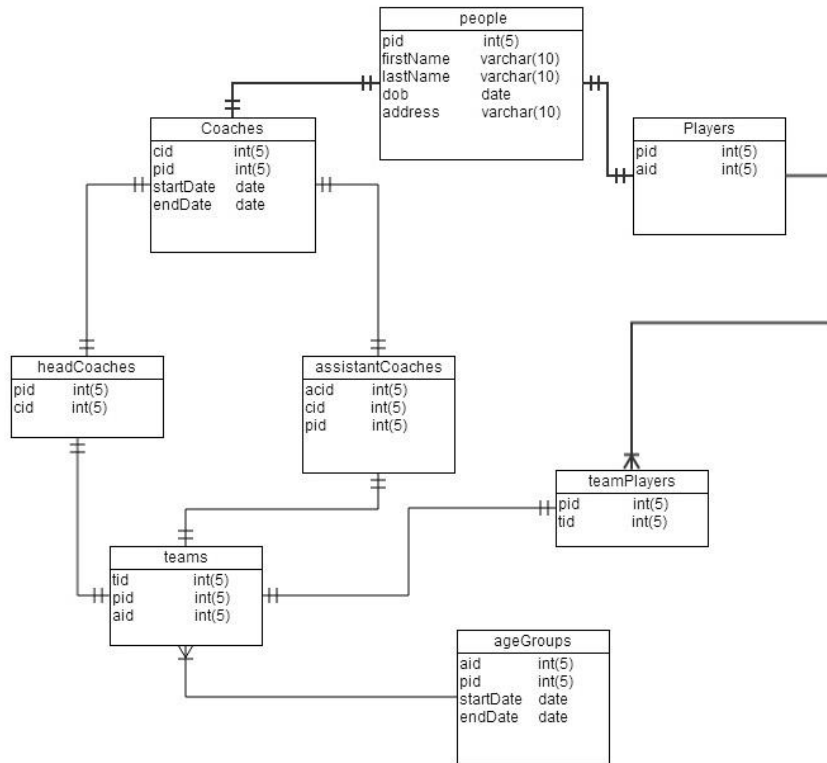 people
pid int(5)
firstName varchar(10)
lastName varchar(10)
dob date
address varchar(10)
Coaches
cid int(5)
pid int(5)
startDate date
endDate date
Players
pid int(5)
aid int(5)
headCoaches
pid int(5)
cid int(5)
assistantCoaches
acid int(5)
cid int(5)
pid int(5)
teamPlayers
pid int(5)
tid int(5)
teams
tid int(5)
pid int(5)
aid int(5)
ageGroups
aid int(5)
pid int(5)
startDate date
endDate date